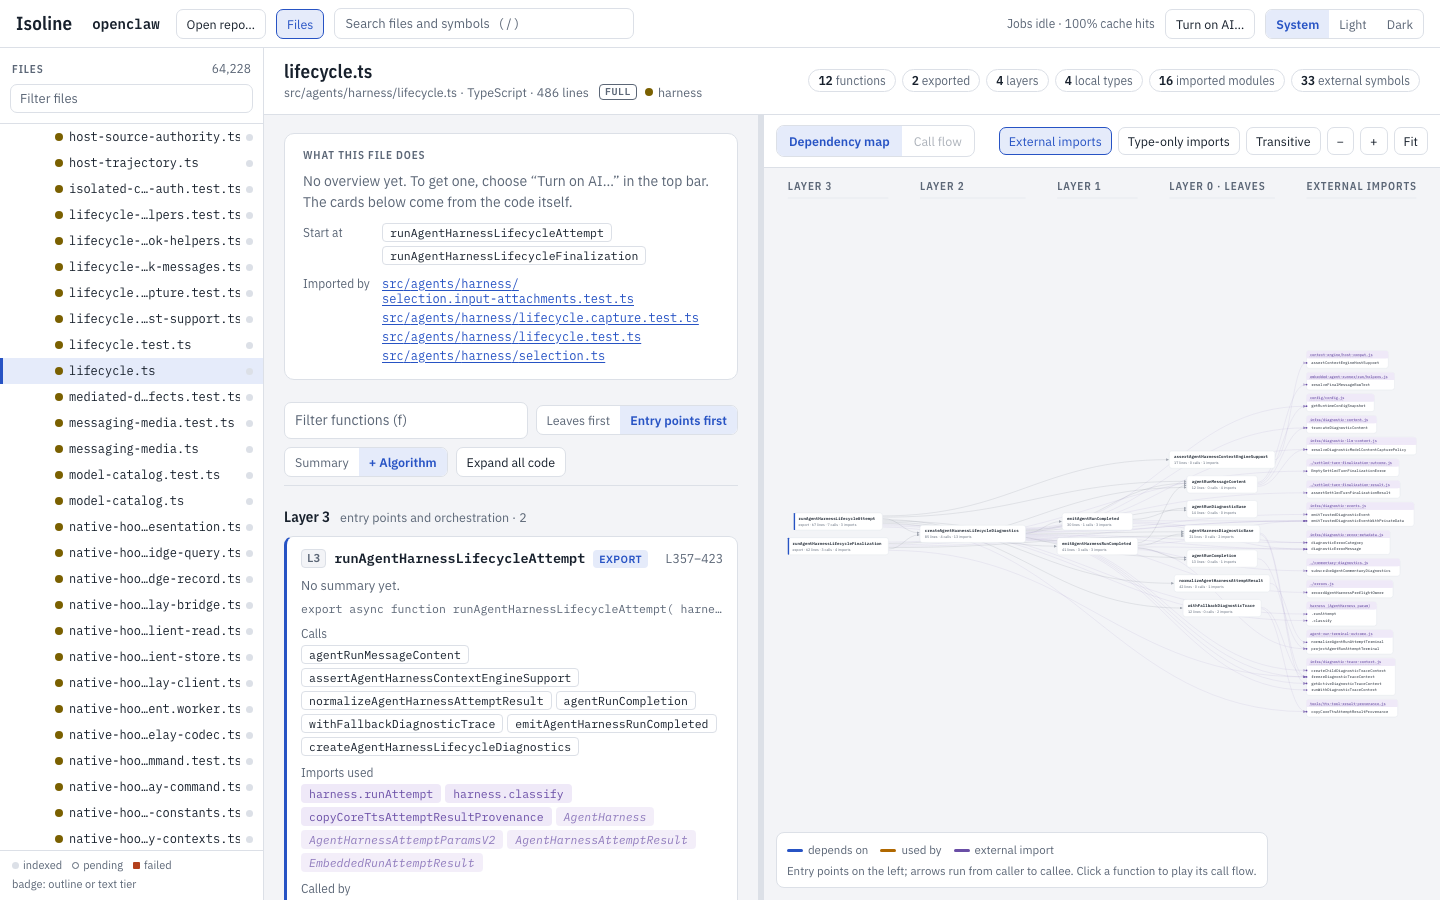 Isoline openclaw Open repo… Files Search files and symbols (/) Jobs idle · 100% cache hits Turn on AI… System Light Dark
FILES 64,228
Filter files
host-source-authority.ts
host-trajectory.ts
isolated-c…-auth.test.ts
lifecycle-…lpers.test.ts
lifecycle-…ok-helpers.ts
lifecycle-…k-messages.ts
lifecycle.…pture.test.ts
lifecycle.…st-support.ts
lifecycle.test.ts
lifecycle.ts
mediated-d…fects.test.ts
messaging-media.test.ts
messaging-media.ts
model-catalog.test.ts
model-catalog.ts
native-hoo…esentation.ts
native-hoo…idge-query.ts
native-hoo…dge-record.ts
native-hoo…lay-bridge.ts
native-hoo…lient-read.ts
native-hoo…ient-store.ts
native-hoo…lay-client.ts
native-hoo…ent.worker.ts
native-hoo…elay-codec.ts
native-hoo…mmand.test.ts
native-hoo…ay-command.ts
native-hoo…-constants.ts
native-hoo…y-contexts.ts
indexed pending failed
badge: outline or text tier
lifecycle.ts
src/agents/harness/lifecycle.ts · TypeScript · 486 lines FULL harness
12 functions 2 exported 4 layers 4 local types 16 imported modules 33 external symbols
WHAT THIS FILE DOES
No overview yet. To get one, choose “Turn on AI…” in the top bar.
The cards below come from the code itself.
Start at runAgentHarnessLifecycleAttempt
runAgentHarnessLifecycleFinalization
Imported by src/agents/harness/
selection.input-attachments.test.ts
src/agents/harness/lifecycle.capture.test.ts
src/agents/harness/lifecycle.test.ts
src/agents/harness/selection.ts
Filter functions (f) Leaves first Entry points first
Summary + Algorithm Expand all code
Layer 3 entry points and orchestration · 2
L3 runAgentHarnessLifecycleAttempt EXPORT L357–423
No summary yet.
export async function runAgentHarnessLifecycleAttempt( harne…
Calls
agentRunMessageContent
assertAgentHarnessContextEngineSupport
normalizeAgentHarnessAttemptResult agentRunCompletion
withFallbackDiagnosticTrace emitAgentHarnessRunCompleted
createAgentHarnessLifecycleDiagnostics
Imports used
harness.runAttempt harness.classify
copyCoreTtsAttemptResultProvenance AgentHarness
AgentHarnessAttemptParamsV2 AgentHarnessAttemptResult
EmbeddedRunAttemptResult
Called by
Dependency map Call flow External imports Type-only imports Transitive − + Fit
LAYER 3 LAYER 2 LAYER 1 LAYER 0 · LEAVES EXTERNAL IMPORTS
runAgentHarnessLifecycleAttempt
runAgentHarnessLifecycleFinalization
createAgentHarnessLifecycleDiagnostics
emitAgentRunCompleted
emitAgentHarnessRunCompleted
assertAgentHarnessContextEngineSupport
agentRunMessageContent
agentRunDiagnosticBase
agentHarnessDiagnosticBase
agentRunCompletion
normalizeAgentHarnessAttemptResult
withFallbackDiagnosticTrace
depends on used by external import
Entry points on the left; arrows run from caller to callee. Click a function to play its call flow.